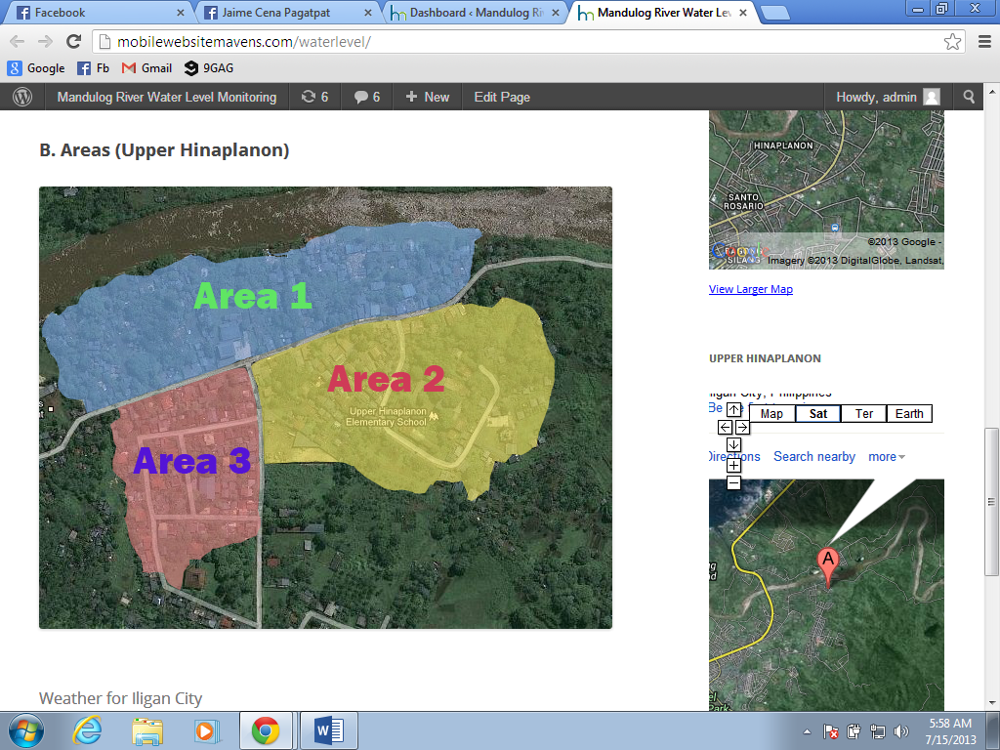 Facebook
Jaime Cena Pagatpat
Dashboard ‹ Mandulog Ri
Mandulog River Water Le
mobilewebsitemavens.com/waterlevel/
Google
Fb
Gmail
9GAG
Mandulog River Water Level Monitoring
6
6
New
Edit Page
Howdy, admin
B. Areas (Upper Hinaplanon)
Area 1
Area 2
Upper Hinaplanon
Elementary School
Area 3
Weather for Iligan City
HINAPLANON
SANTO
ROSARIO
©2013 Google -
SILANG
Imagery ©2013 DigitalGlobe, Landsat,
View Larger Map
UPPER HINAPLANON
Iligan City, Philippines
Be
Map
Sat
Ter
Earth
Directions
Search nearby
more
A
Park
5:58 AM
7/15/2013